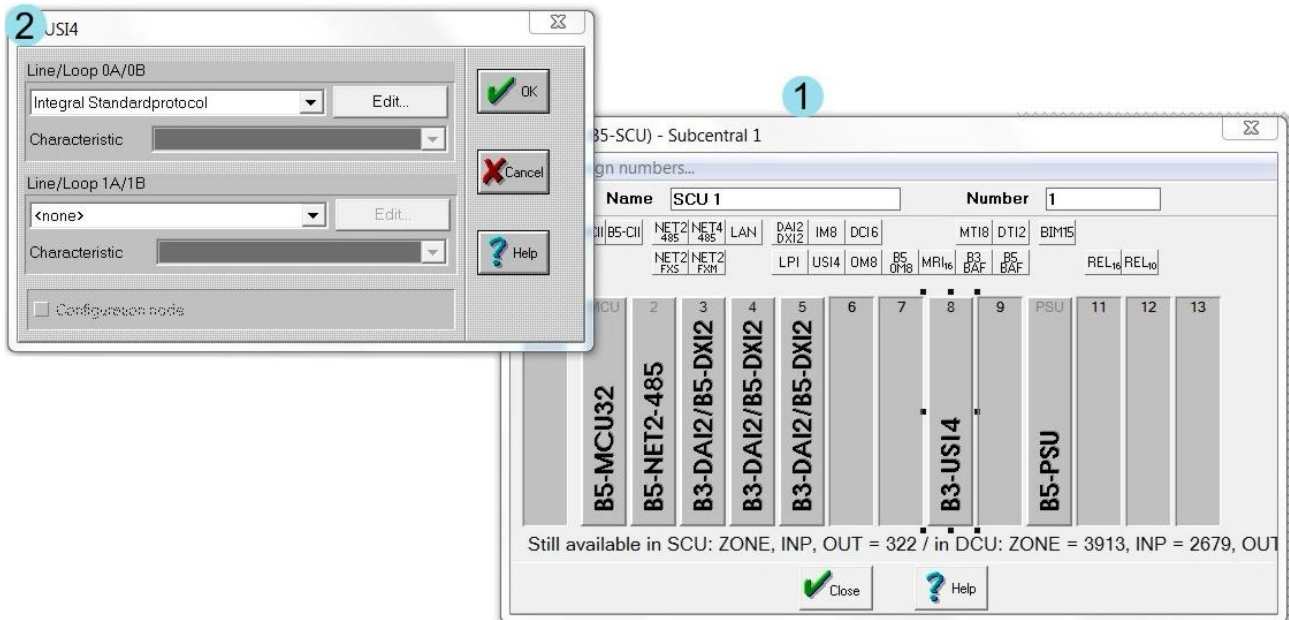 2
USI4
Line/Loop 0A/0B
Integral Standardprotocol
Edit...
OK
Characteristic
Line/Loop 1A/1B
Cancel
<none>
Edit...
Characteristic
Help
Configuration node
1
B5-SCU) - Subcentral 1
gn numbers...
Name SCU 1 Number 1
CII B5-CII NET2 485 NET4 485 LAN DAI2 DXI2 IM8 DCI6 MTI8 DTI2 BIM15
NET2 FXS NET2 FXM LPI USI4 OM8 B5 OM8 MRI16 B3 BAF B5 BAF REL16 REL10
MCU 2 3 4 5 6 7 8 9 PSU 11 12 13
B5-MCU32
B5-NET2-485
B3-DAI2/B5-DXI2
B3-DAI2/B5-DXI2
B3-DAI2/B5-DXI2
B3-USI4
B5-PSU
Still available in SCU: ZONE, INP, OUT = 322 / in DCU: ZONE = 3913, INP = 2679, OUT
Close Help